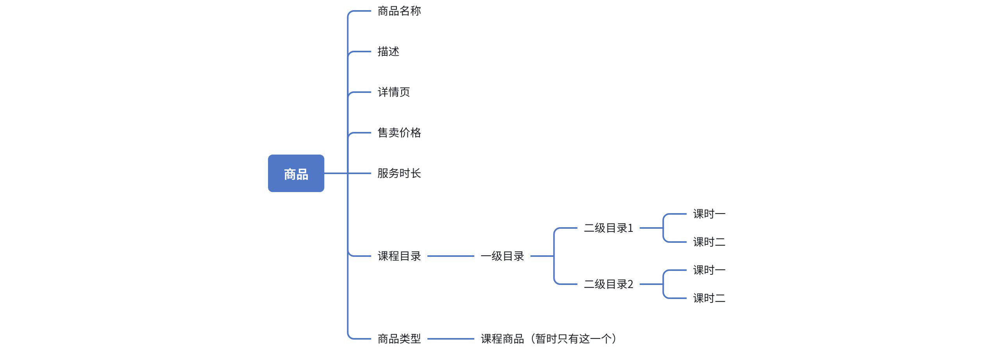 商品
商品名称
描述
详情页
售卖价格
服务时长
课程目录
一级目录
二级目录1
课时一
课时二
二级目录2
课时一
课时二
商品类型
课程商品（暂时只有这一个）